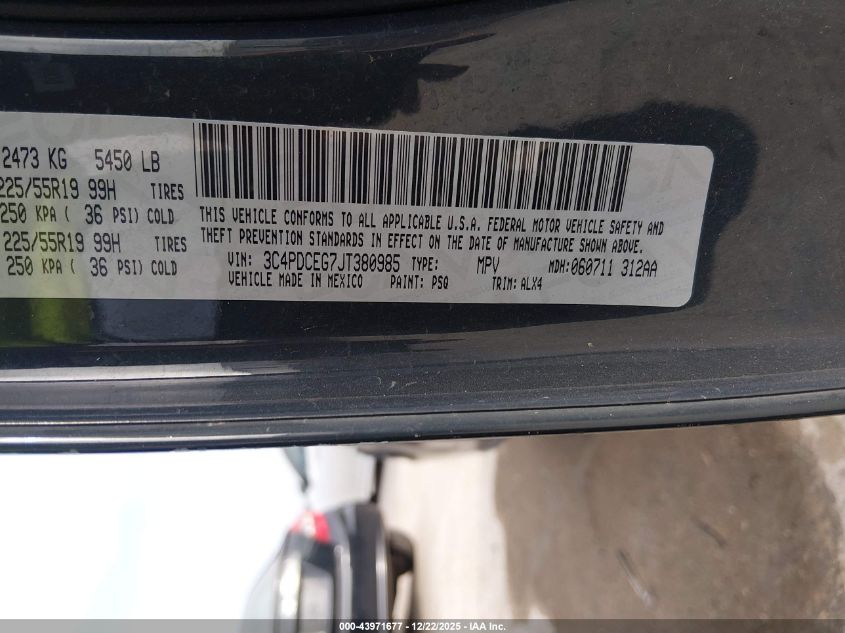 2473 KG 5450 LB
225/55R19 99H TIRES
250 KPA ( 36 PSI) COLD
225/55R19 99H TIRES
250 KPA ( 36 PSI) COLD
THIS VEHICLE CONFORMS TO ALL APPLICABLE U.S.A. FEDERAL MOTOR VEHICLE SAFETY AND
THEFT PREVENTION STANDARDS IN EFFECT ON THE DATE OF MANUFACTURE SHOWN ABOVE.
VIN: 3C4PDCEG7JT380985 TYPE: MPV MDH:060711 312AA
VEHICLE MADE IN MEXICO PAINT: PSQ TRIM: ALX4
000-43971677 - 12/22/2025 - IAA Inc.